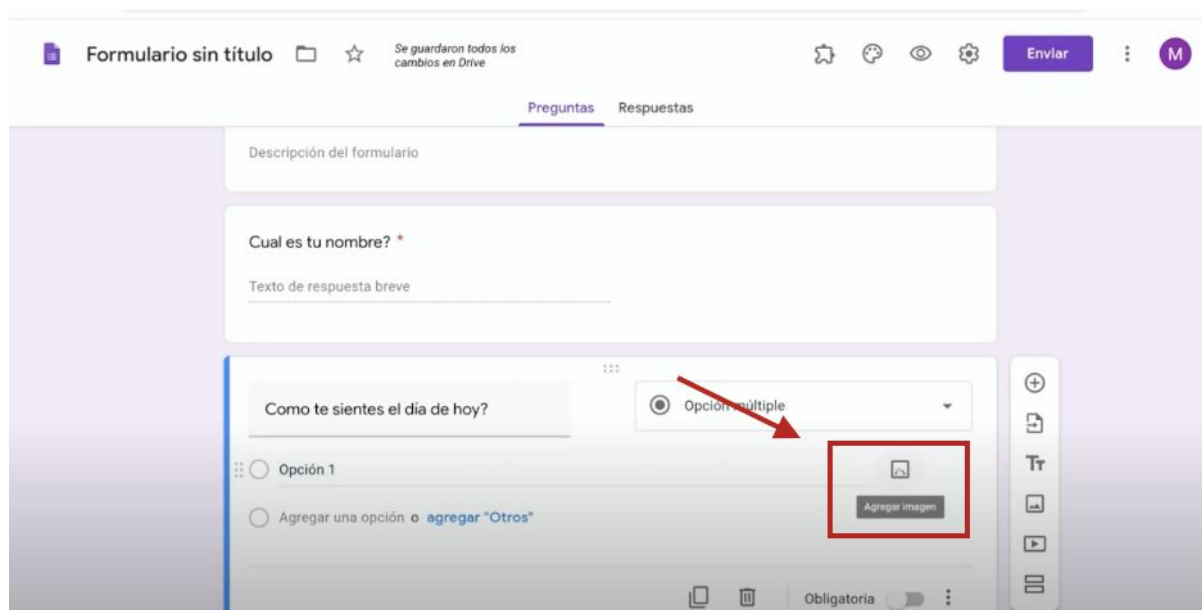 Formulario sin título
Se guardaron todos los
cambios en Drive
Enviar
M
Preguntas
Respuestas
Descripción del formulario
Cual es tu nombre? *
Texto de respuesta breve
Como te sientes el día de hoy?
Opción múltiple
Opción 1
Agregar imagen
Agregar una opción o agregar "Otros"
Tt
Obligatoria